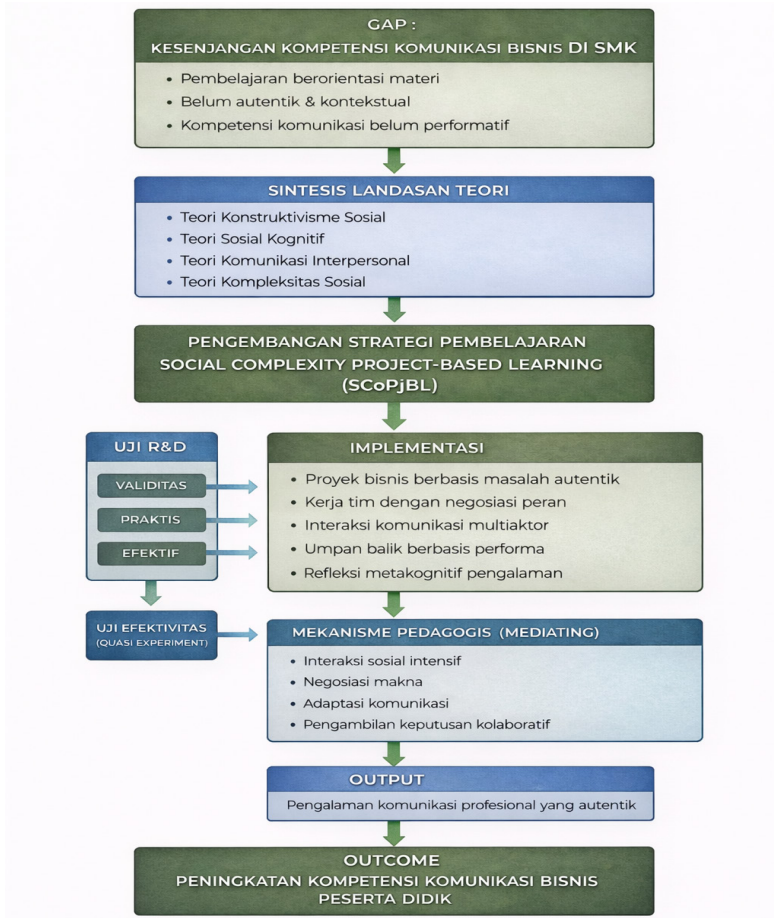 GAP :
KESENJANGAN KOMPETENSI KOMUNIKASI BISNIS DI SMK
• Pembelajaran berorientasi materi
• Belum autentik & kontekstual
• Kompetensi komunikasi belum performatif
SINTESIS LANDASAN TEORI
• Teori Konstruktivisme Sosial
• Teori Sosial Kognitif
• Teori Komunikasi Interpersonal
• Teori Kompleksitas Sosial
PENGEMBANGAN STRATEGI PEMBELAJARAN
SOCIAL COMPLEXITY PROJECT-BASED LEARNING
(SCoPjBL)
UJI R&D
VALIDITAS
PRAKTIS
EFEKTIF
UJI EFEKTIVITAS
(QUASI EXPERIMENT)
IMPLEMENTASI
• Proyek bisnis berbasis masalah autentik
• Kerja tim dengan negosiasi peran
• Interaksi komunikasi multiaktor
• Umpan balik berbasis performa
• Refleksi metakognitif pengalaman
MEKANISME PEDAGOGIS (MEDIATING)
• Interaksi sosial intensif
• Negosiasi makna
• Adaptasi komunikasi
• Pengambilan keputusan kolaboratif
OUTPUT
Pengalaman komunikasi profesional yang autentik
OUTCOME
PENINGKATAN KOMPETENSI KOMUNIKASI BISNIS
PESERTA DIDIK